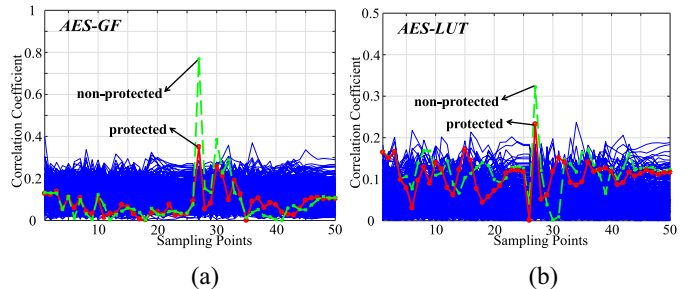 AES-GF
Correlation Coefficient
1
0.8
0.6
0.4
0.2
0
non-protected
protected
10
20
30
40
50
Sampling Points
(a)
AES-LUT
Correlation Coefficient
0.5
0.4
0.3
0.2
0.1
0
non-protected
protected
10
20
30
40
50
Sampling Points
(b)